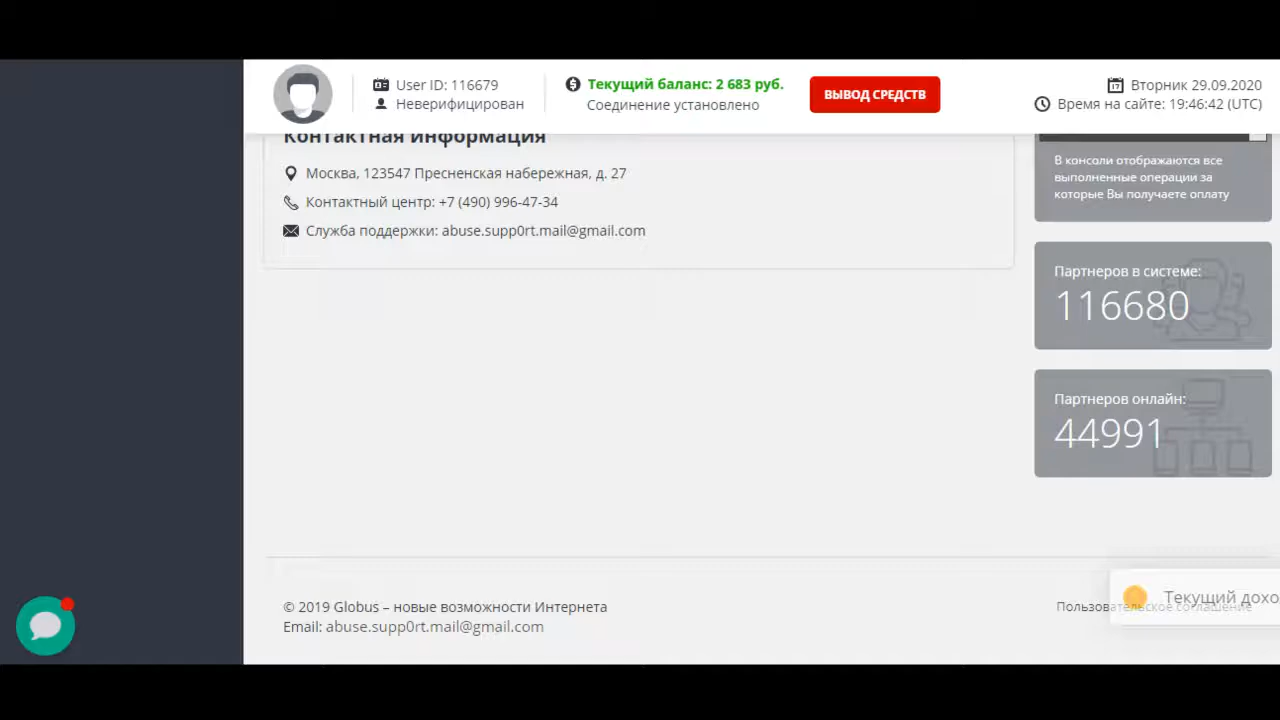 User ID: 116679
Неверифицирован
Текущий баланс: 2 683 руб.
Соединение установлено
ВЫВОД СРЕДСТВ
Вторник 29.09.2020
Время на сайте: 19:46:42 (UTC)
Контактная информация
Москва, 123547 Пресненская набережная, д. 27
Контактный центр: +7 (490) 996-47-34
Служба поддержки: abuse.supp0rt.mail@gmail.com
В консоли отображаются все
выполненные операции за
которые Вы получаете оплату
Партнеров в системе:
116680
Партнеров онлайн:
44991
© 2019 Globus – новые возможности Интернета
Email: abuse.supp0rt.mail@gmail.com
Пользовательское соглашение
Текущий дохо